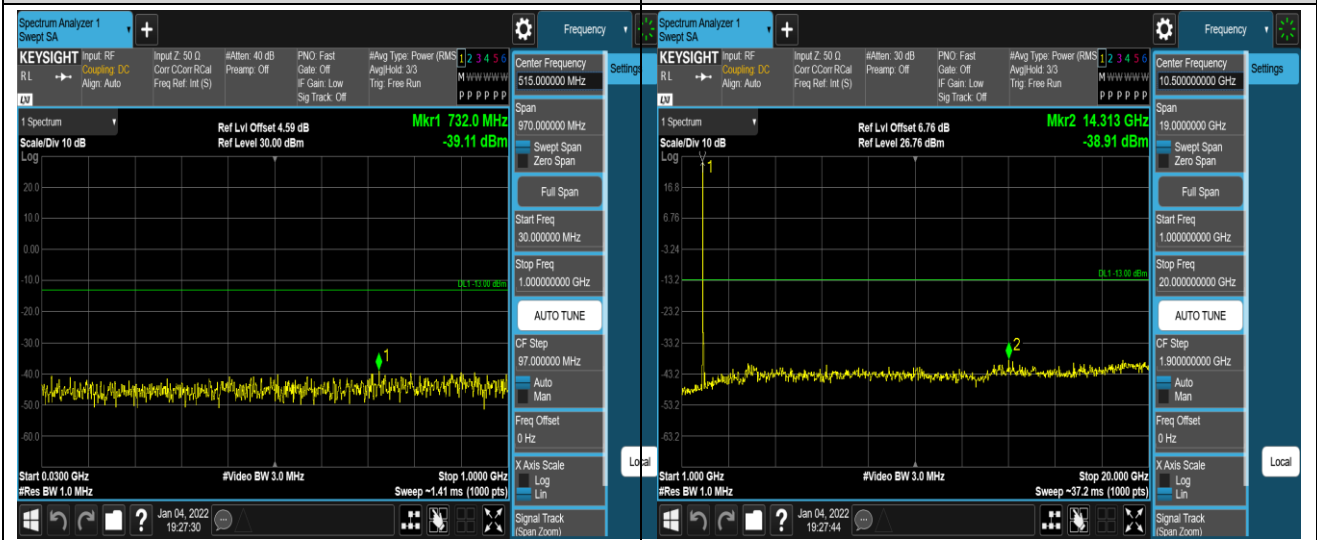 Spectrum Analyzer 1
Swept SA
+
Frequency
KEYSIGHT
Input: RF
Input Z: 50 Ω
#Atten: 40 dB
PNO: Fast
#Avg Type: Power (RMS
1 2 3 4 5 6
RL
Coupling: DC
Corr CCorr RCal
Preamp: Off
Gate: Off
Avg|Hold: 3/3
M W W W W W
Align: Auto
Freq Ref: Int (S)
IF Gain: Low
Trig: Free Run
Sig Track: Off
P P P P P P
LXI
1 Spectrum
Ref Lvl Offset 4.59 dB
Mkr1 732.0 MHz
Scale/Div 10 dB
Ref Level 30.00 dBm
-39.11 dBm
Log
20.0
10.0
0.00
-10.0
DL1 -13.00 dBm
-20.0
-30.0
1
-40.0
-50.0
-60.0
Start 0.0300 GHz
#Video BW 3.0 MHz
Stop 1.0000 GHz
#Res BW 1.0 MHz
Sweep ~1.41 ms (1000 pts)
Center Frequency
515.000000 MHz
Settings
Span
970.000000 MHz
Swept Span
Zero Span
Full Span
Start Freq
30.000000 MHz
Stop Freq
1.000000000 GHz
AUTO TUNE
CF Step
97.000000 MHz
Auto
Man
Freq Offset
0 Hz
X Axis Scale
Log
Lin
Local
Signal Track
(Span Zoom)
?
Jan 04, 2022
19:27:30
Spectrum Analyzer 1
Swept SA
+
Frequency
KEYSIGHT
Input: RF
Input Z: 50 Ω
#Atten: 30 dB
PNO: Fast
#Avg Type: Power (RMS
1 2 3 4 5 6
RL
Coupling: DC
Corr CCorr RCal
Preamp: Off
Gate: Off
Avg|Hold: 3/3
M W W W W W
Align: Auto
Freq Ref: Int (S)
IF Gain: Low
Trig: Free Run
Sig Track: Off
P P P P P P
LXI
1 Spectrum
Ref Lvl Offset 6.76 dB
Mkr2 14.313 GHz
Scale/Div 10 dB
Ref Level 26.76 dBm
-38.91 dBm
Log
1
16.8
6.76
-3.24
-13.2
DL1 -13.00 dBm
-23.2
-33.2
2
-43.2
-53.2
-63.2
Start 1.000 GHz
#Video BW 3.0 MHz
Stop 20.000 GHz
#Res BW 1.0 MHz
Sweep ~37.2 ms (1000 pts)
Center Frequency
10.500000000 GHz
Settings
Span
19.0000000 GHz
Swept Span
Zero Span
Full Span
Start Freq
1.000000000 GHz
Stop Freq
20.000000000 GHz
AUTO TUNE
CF Step
1.900000000 GHz
Auto
Man
Freq Offset
0 Hz
X Axis Scale
Log
Lin
Local
Signal Track
(Span Zoom)
?
Jan 04, 2022
19:27:44